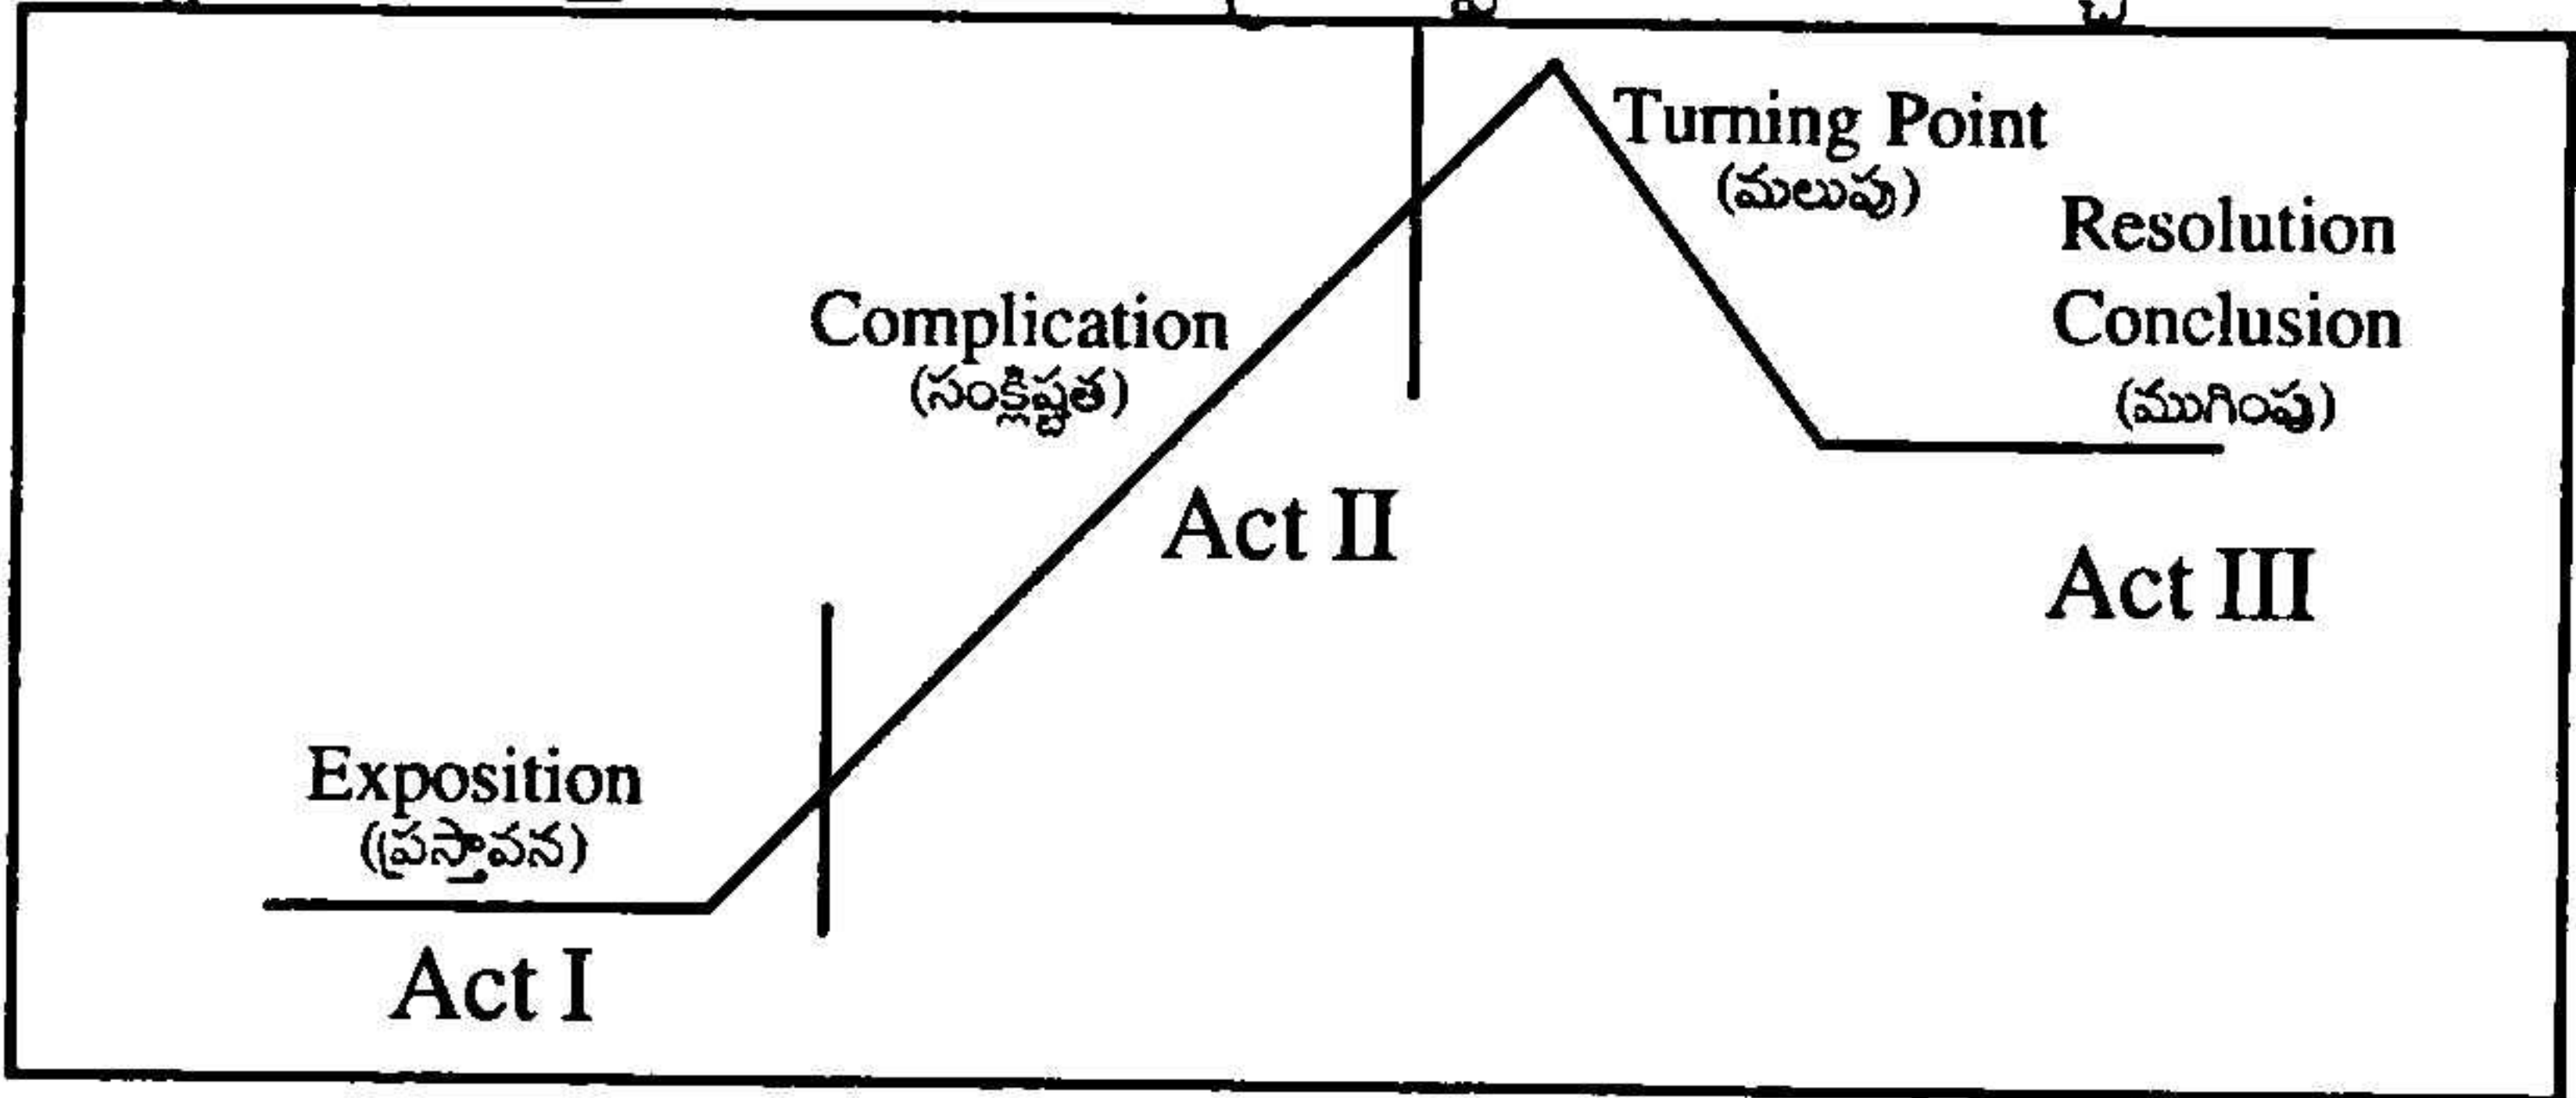 Turning Point
(మలుపు)
Resolution
Conclusion
(ముగింపు)
Complication
(సంక్లిష్టత)
Act II
Act III
Exposition
(ప్రస్తావన)
Act I